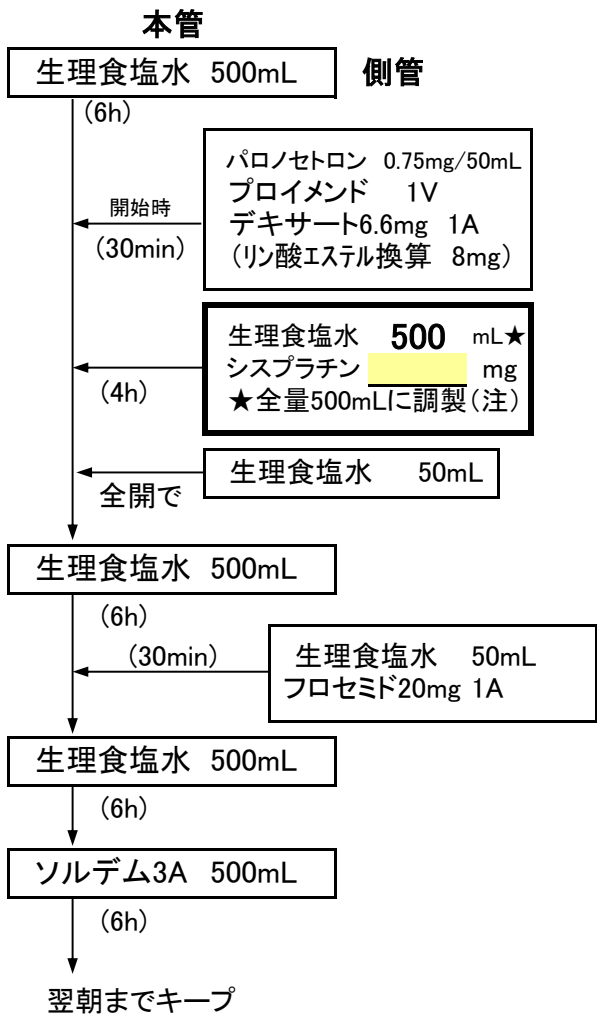 本管
生理食塩水 500mL
側管
(6h)
パロノセトロン 0.75mg/50mL
プロイメンド 1V
デキサート6.6mg 1A
(リン酸エステル換算 8mg)
開始時
(30min)
生理食塩水 500 mL★
シスプラチン mg
★全量500mLに調製(注)
(4h)
生理食塩水 50mL
全開で
生理食塩水 500mL
(6h)
(30min)
生理食塩水 50mL
フロセミド20mg 1A
生理食塩水 500mL
(6h)
ソルデム3A 500mL
(6h)
翌朝までキープ